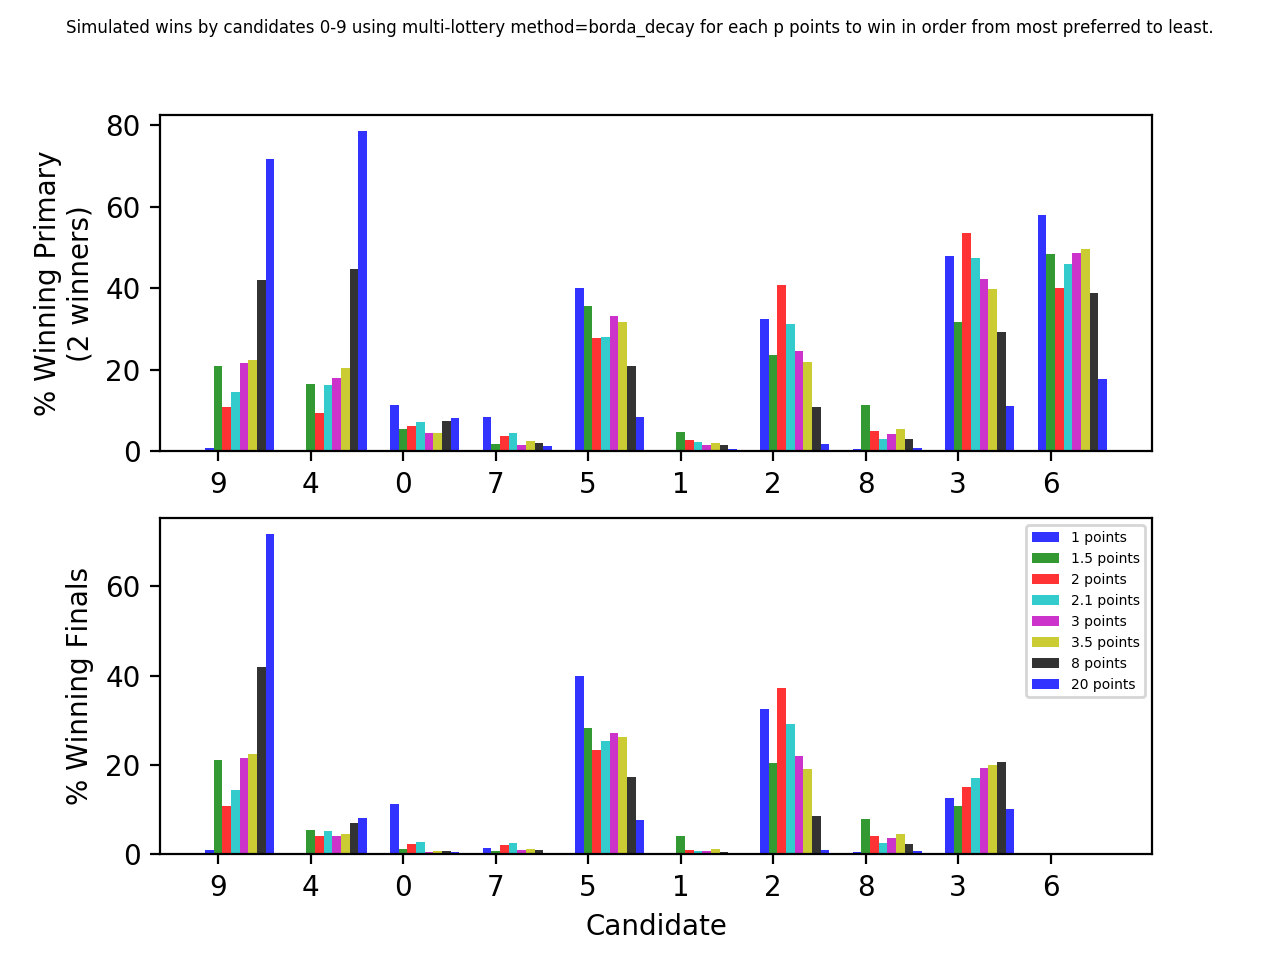 Simulated wins by candidates 0-9 using multi-lottery method=borda_decay for each p points to win in order from most preferred to least.
% Winning Primary
(2 winners)
80
60
40
20
0
9 4 0 7 5 1 2 8 3 6
% Winning Finals
60
40
20
0
1 points
1.5 points
2 points
2.1 points
3 points
3.5 points
8 points
20 points
9 4 0 7 5 1 2 8 3 6
Candidate